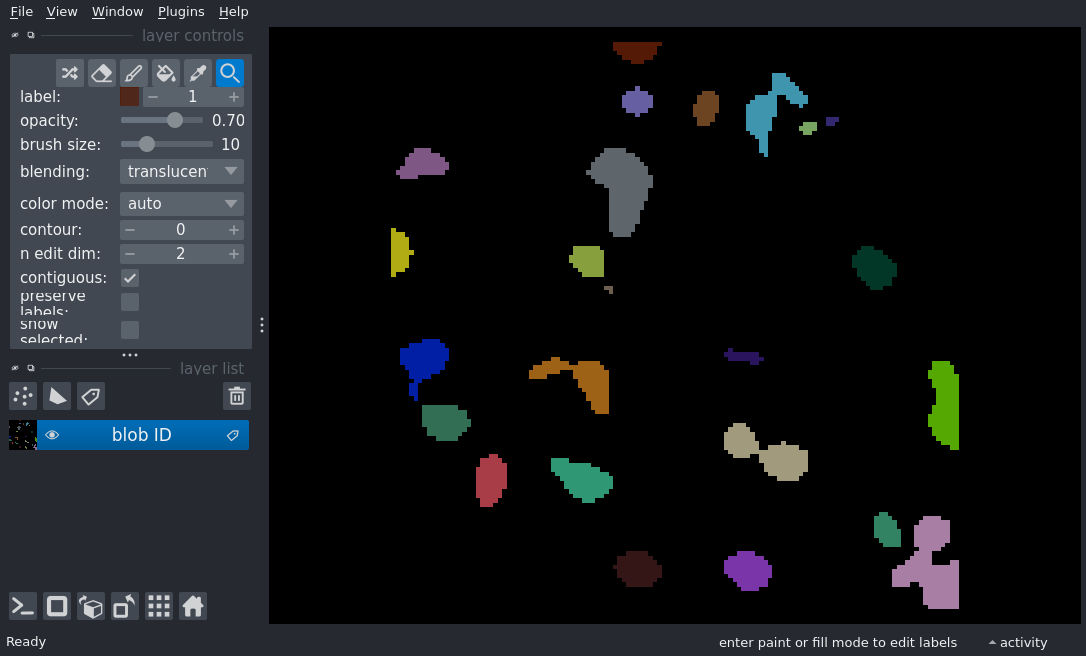 File View Window Plugins Help
layer controls
label: 1
opacity: 0.70
brush size: 10
blending: translucen
color mode: auto
contour: 0
n edit dim: 2
contiguous:
preserve
labels:
show
selected:
layer list
blob ID
Ready
enter paint or fill mode to edit labels
activity